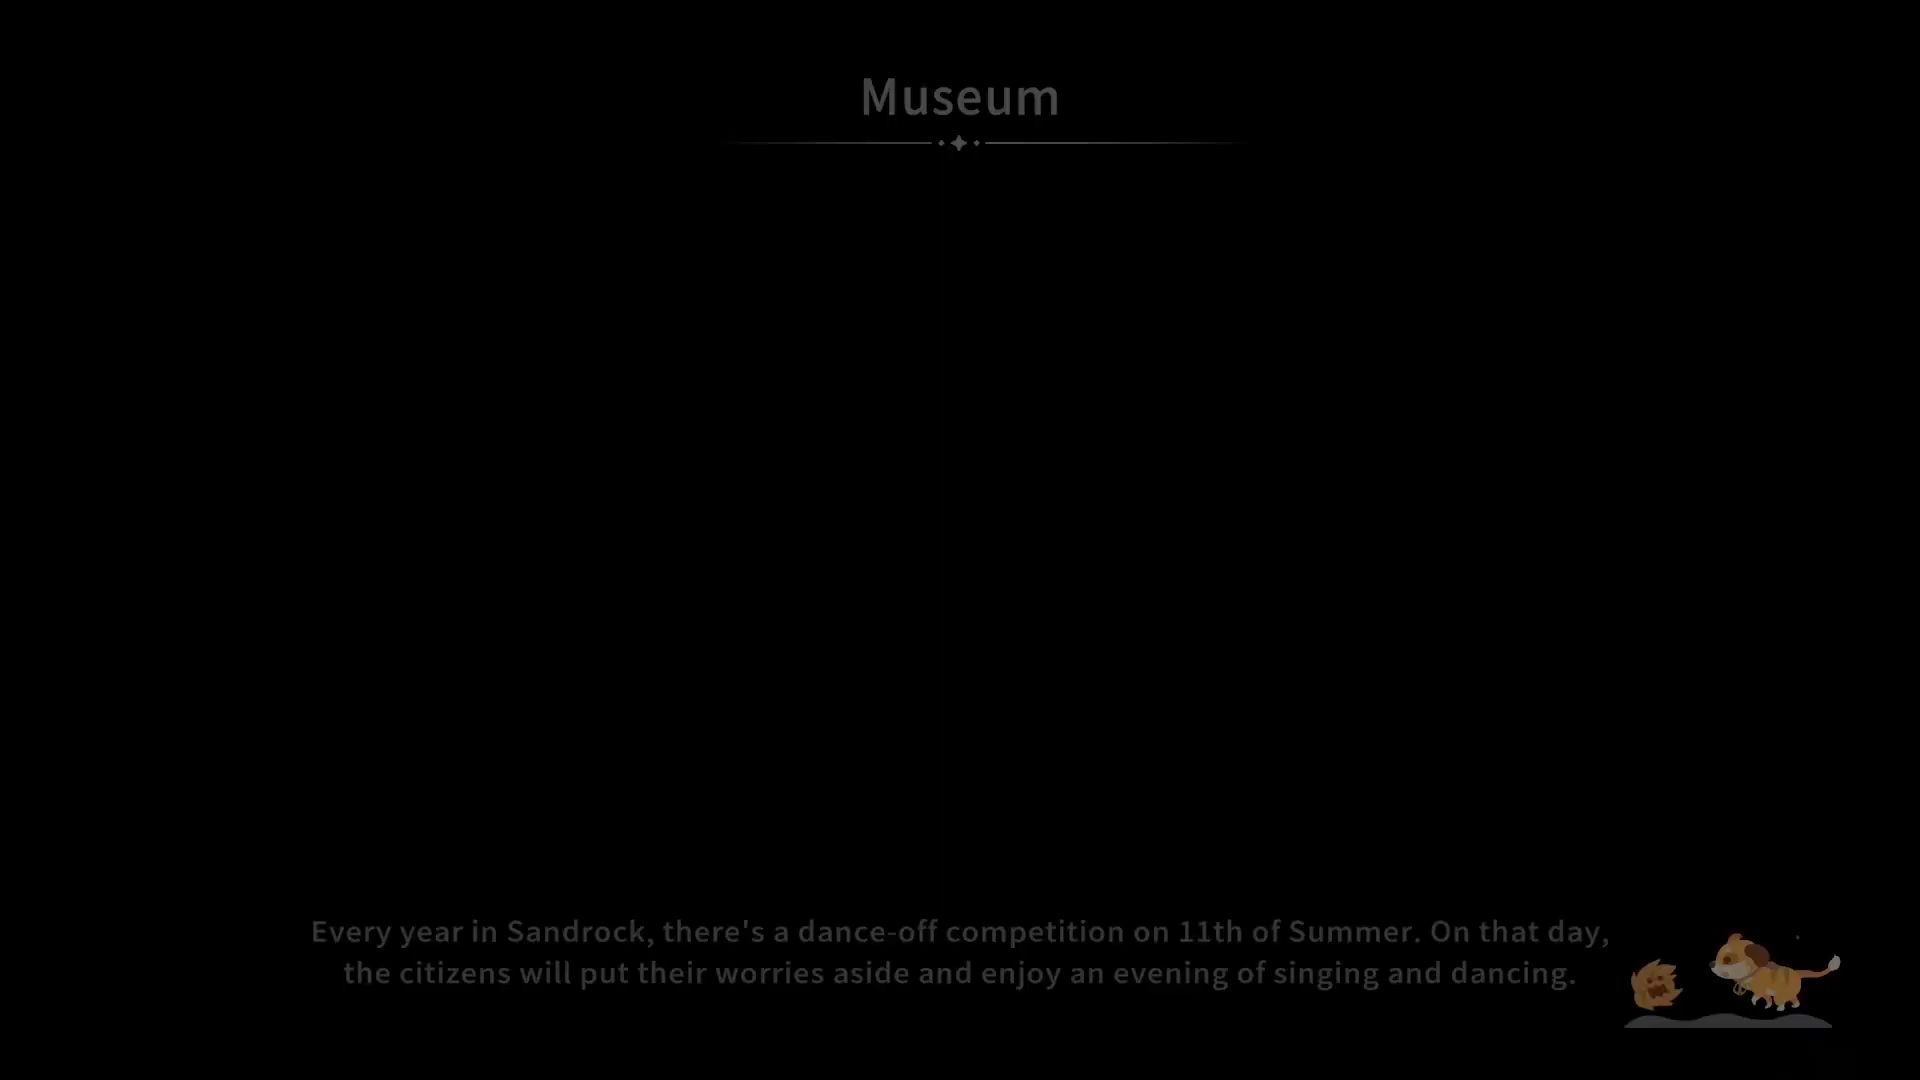 Museum
Every year in Sandrock, there's a dance-off competition on 11th of Summer. On that day,
the citizens will put their worries aside and enjoy an evening of singing and dancing.